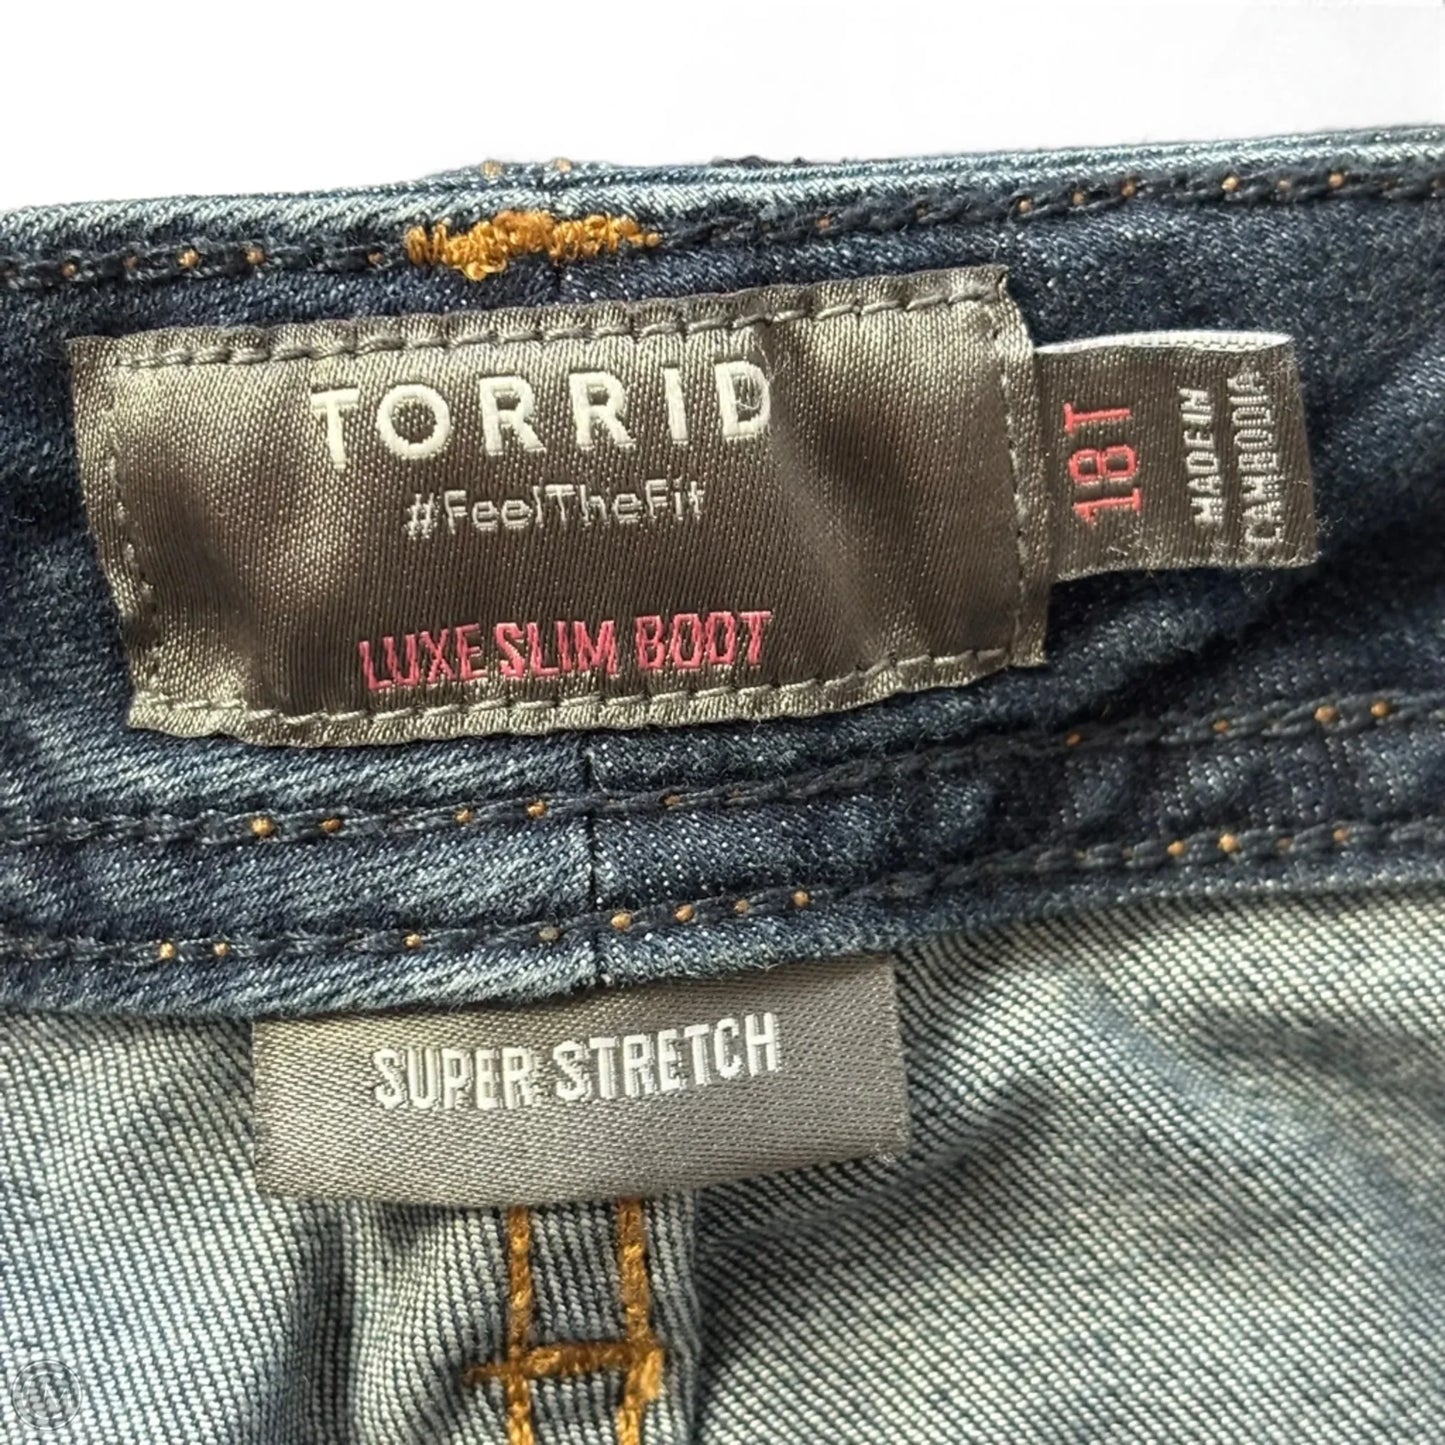 TORRID
#FeelTheFit
LUXE SLIM BOOT
18T
MADE IN
CAMBODIA
SUPER STRETCH